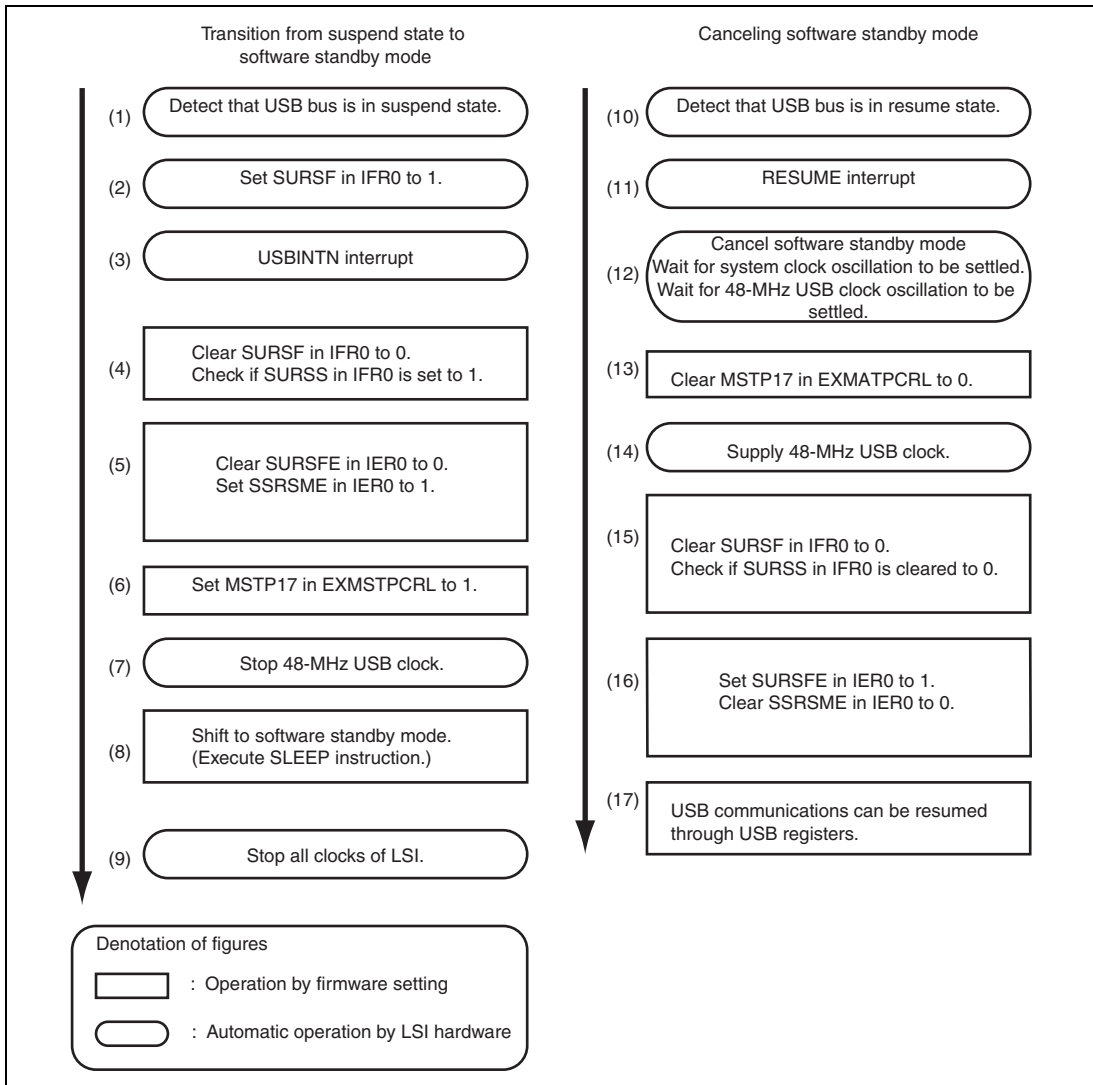 Transition from suspend state to
software standby mode
(1)
Detect that USB bus is in suspend state.
(2)
Set SURSF in IFR0 to 1.
(3)
USBINTN interrupt
(4)
Clear SURSF in IFR0 to 0.
Check if SURSS in IFR0 is set to 1.
(5)
Clear SURSFE in IER0 to 0.
Set SSRSME in IER0 to 1.
(6)
Set MSTP17 in EXMSTPCRL to 1.
(7)
Stop 48-MHz USB clock.
(8)
Shift to software standby mode.
(Execute SLEEP instruction.)
(9)
Stop all clocks of LSI.
Canceling software standby mode
(10)
Detect that USB bus is in resume state.
(11)
RESUME interrupt
(12)
Cancel software standby mode
Wait for system clock oscillation to be settled.
Wait for 48-MHz USB clock oscillation to be
settled.
(13)
Clear MSTP17 in EXMATPCRL to 0.
(14)
Supply 48-MHz USB clock.
(15)
Clear SURSF in IFR0 to 0.
Check if SURSS in IFR0 is cleared to 0.
(16)
Set SURSFE in IER0 to 1.
Clear SSRSME in IER0 to 0.
(17)
USB communications can be resumed
through USB registers.
Denotation of figures
: Operation by firmware setting
: Automatic operation by LSI hardware